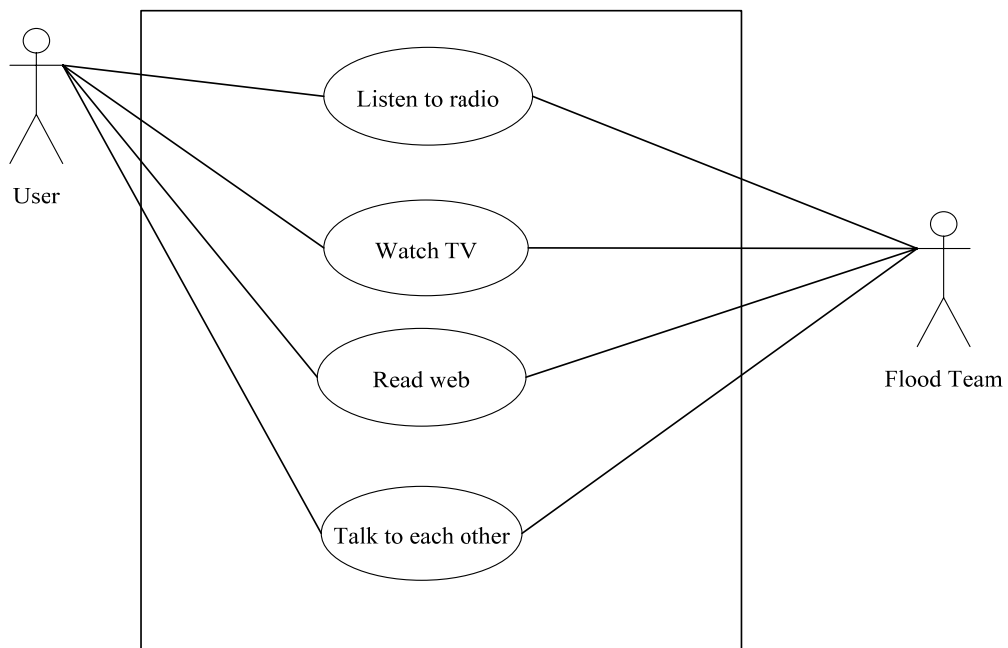 Listen to radio
User
Watch TV
Read web
Flood Team
Talk to each other